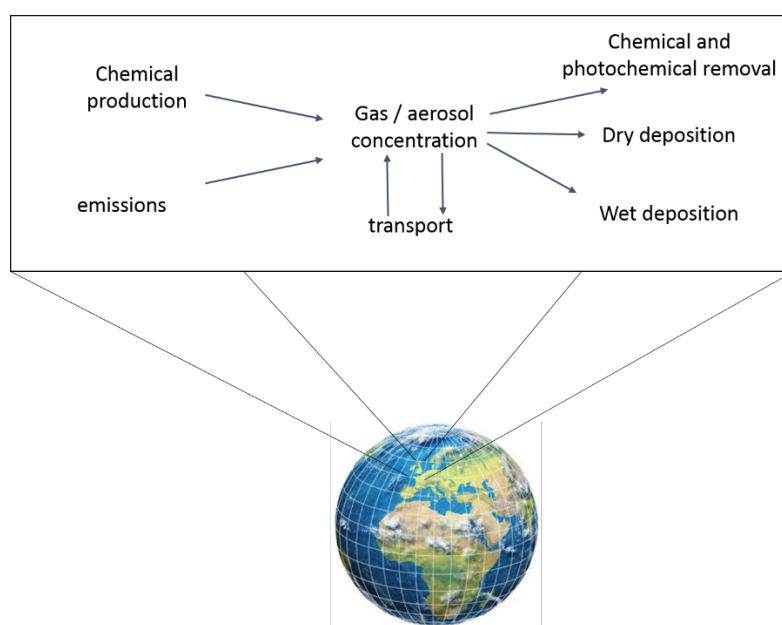 Chemical
production
emissions
Gas / aerosol
concentration
transport
Chemical and
photochemical removal
Dry deposition
Wet deposition